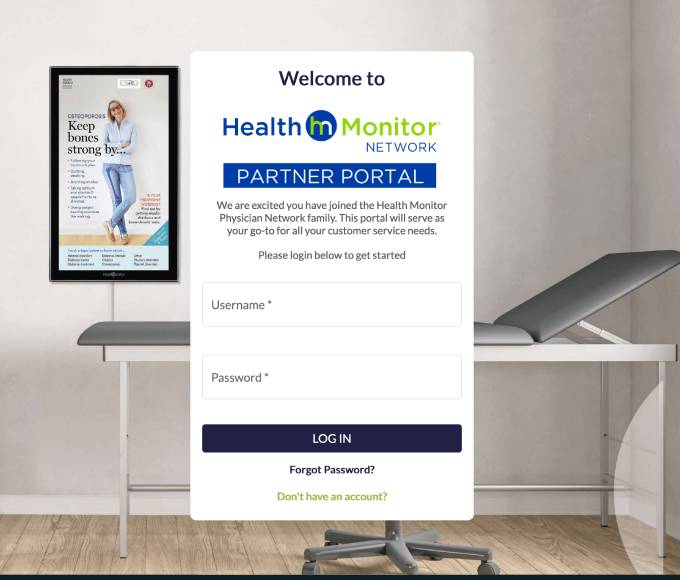 Welcome to
Health m Monitor
NETWORK
PARTNER PORTAL
We are excited you have joined the Health Monitor
Physician Network family. This portal will serve as
your go-to for all your customer service needs.
Please login below to get started
Username *
Password *
LOG IN
Forgot Password?
Don't have an account?
OSTEOPOROSIS
Keep
bones
strong by...